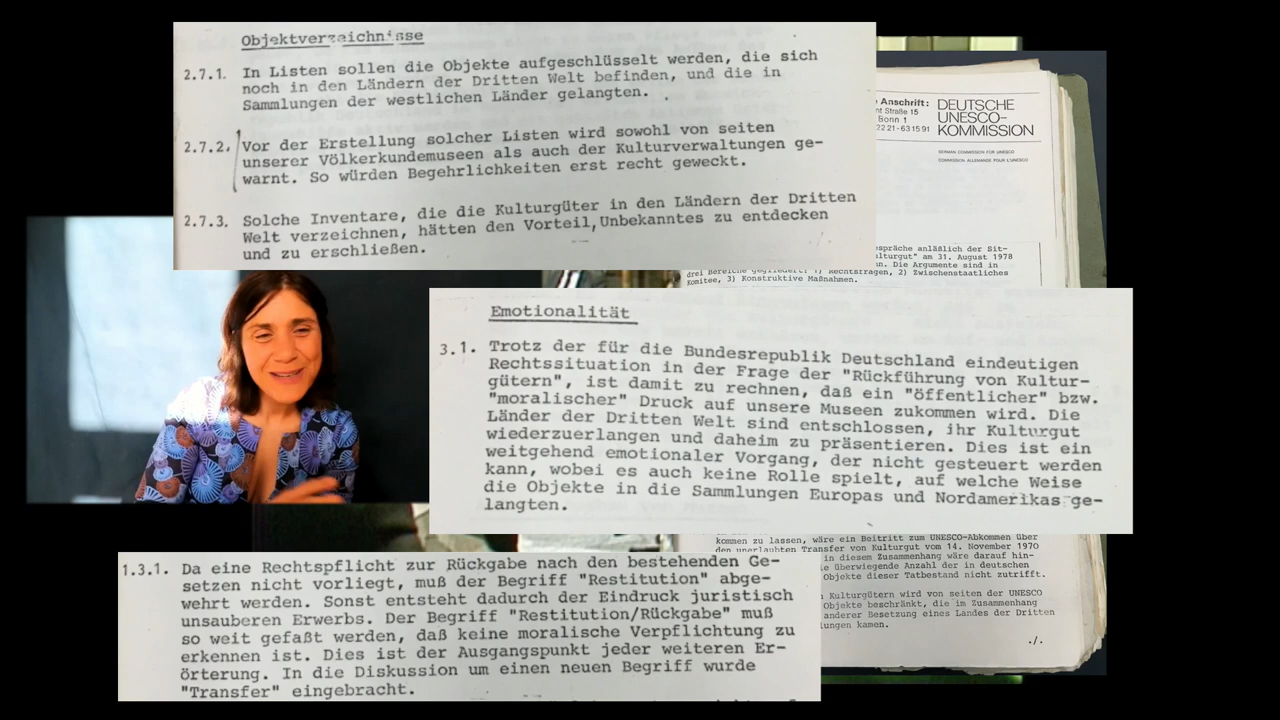 Objektverzeichnisse
2.7.1. In Listen sollen die Objekte aufgeschlüsselt werden, die sich
noch in den Ländern der Dritten Welt befinden, und die in
Sammlungen der westlichen Länder gelangten.
2.7.2. Vor der Erstellung solcher Listen wird sowohl von seiten
unserer Völkerkundemuseen als auch der Kulturverwaltungen ge-
warnt. So würden Begehrlichkeiten erst recht geweckt.
2.7.3. Solche Inventare, die die Kulturgüter in den Ländern der Dritten
Welt verzeichnen, hätten den Vorteil, Unbekanntes zu entdecken
und zu erschließen.
Anschrift:
Straße 15
Bonn 1
22 21-63 15 91
DEUTSCHE
UNESCO-
KOMMISSION
GERMAN COMMISSION FOR UNESCO
COMMISSION ALLEMANDE POUR L'UNESCO
espräche anläßlich der Sit-
ulturgut" am 31. August 1978
n. Die Argumente sind in
drei Bereiche gegliedert: 1) Rechtsfragen, 2) Zwischenstaatliches
Komitee, 3) Konstruktive Maßnahmen.
Emotionalität
3.1. Trotz der für die Bundesrepublik Deutschland eindeutigen
Rechtssituation in der Frage der "Rückführung von Kultur-
gütern", ist damit zu rechnen, daß ein "öffentlicher" bzw.
"moralischer" Druck auf unsere Museen zukommen wird. Die
Länder der Dritten Welt sind entschlossen, ihr Kulturgut
wiederzuerlangen und daheim zu präsentieren. Dies ist ein
weitgehend emotionaler Vorgang, der nicht gesteuert werden
kann, wobei es auch keine Rolle spielt, auf welche Weise
die Objekte in die Sammlungen Europas und Nordamerikas ge-
langten.
kommen zu lassen, wäre ein Beitritt zum UNESCO-Abkommen über
den unerlaubten Transfer von Kulturgut vom 14. November 1970
in diesem Zusammenhang wäre darauf hin-
ie überwiegende Anzahl der in deutschen
Objekte dieser Tatbestand nicht zutrifft.
Kulturgütern wird von seiten der UNESCO
Objekte beschränkt, die im Zusammenhang
anderer Besetzung eines Landes der Dritten
lungen kamen.
./.
1.3.1. Da eine Rechtspflicht zur Rückgabe nach den bestehenden Ge-
setzen nicht vorliegt, muß der Begriff "Restitution" abge-
wehrt werden. Sonst entsteht dadurch der Eindruck juristisch
unsauberen Erwerbs. Der Begriff "Restitution/Rückgabe" muß
so weit gefaßt werden, daß keine moralische Verpflichtung zu
erkennen ist. Dies ist der Ausgangspunkt jeder weiteren Er-
örterung. In die Diskussion um einen neuen Begriff wurde
"Transfer" eingebracht.